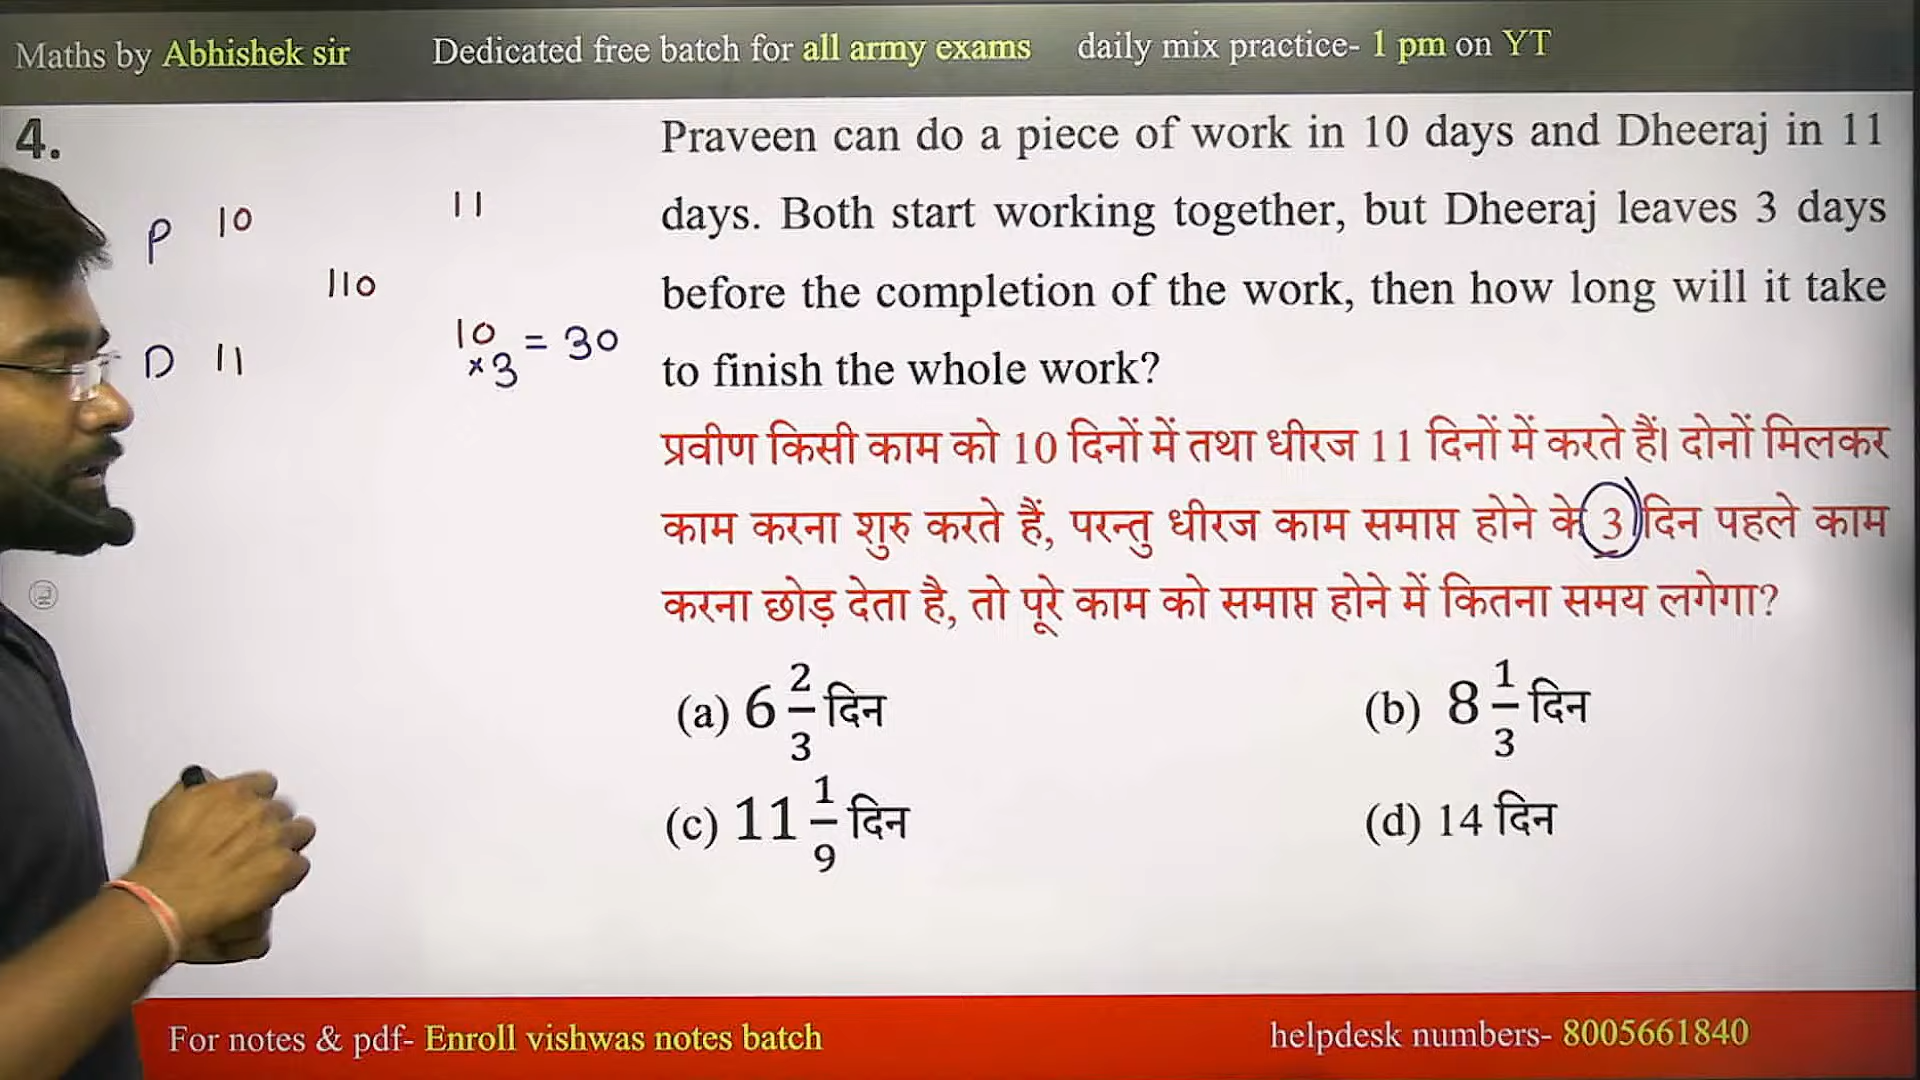 Maths by Abhishek sir Dedicated free batch for all army exams daily mix practice- 1 pm on YT
4.
P 10 11
110
D 11 10 ×3 = 30
Praveen can do a piece of work in 10 days and Dheeraj in 11
days. Both start working together, but Dheeraj leaves 3 days
before the completion of the work, then how long will it take
to finish the whole work?
प्रवीण किसी काम को 10 दिनों में तथा धीरज 11 दिनों में करते हैं। दोनों मिलकर
काम करना शुरु करते हैं, परन्तु धीरज काम समाप्त होने के 3 दिन पहले काम
करना छोड़ देता है, तो पूरे काम को समाप्त होने में कितना समय लगेगा?
(a) 6 2/3 दिन (b) 8 1/3 दिन
(c) 11 1/9 दिन (d) 14 दिन
For notes & pdf- Enroll vishwas notes batch helpdesk numbers- 8005661840